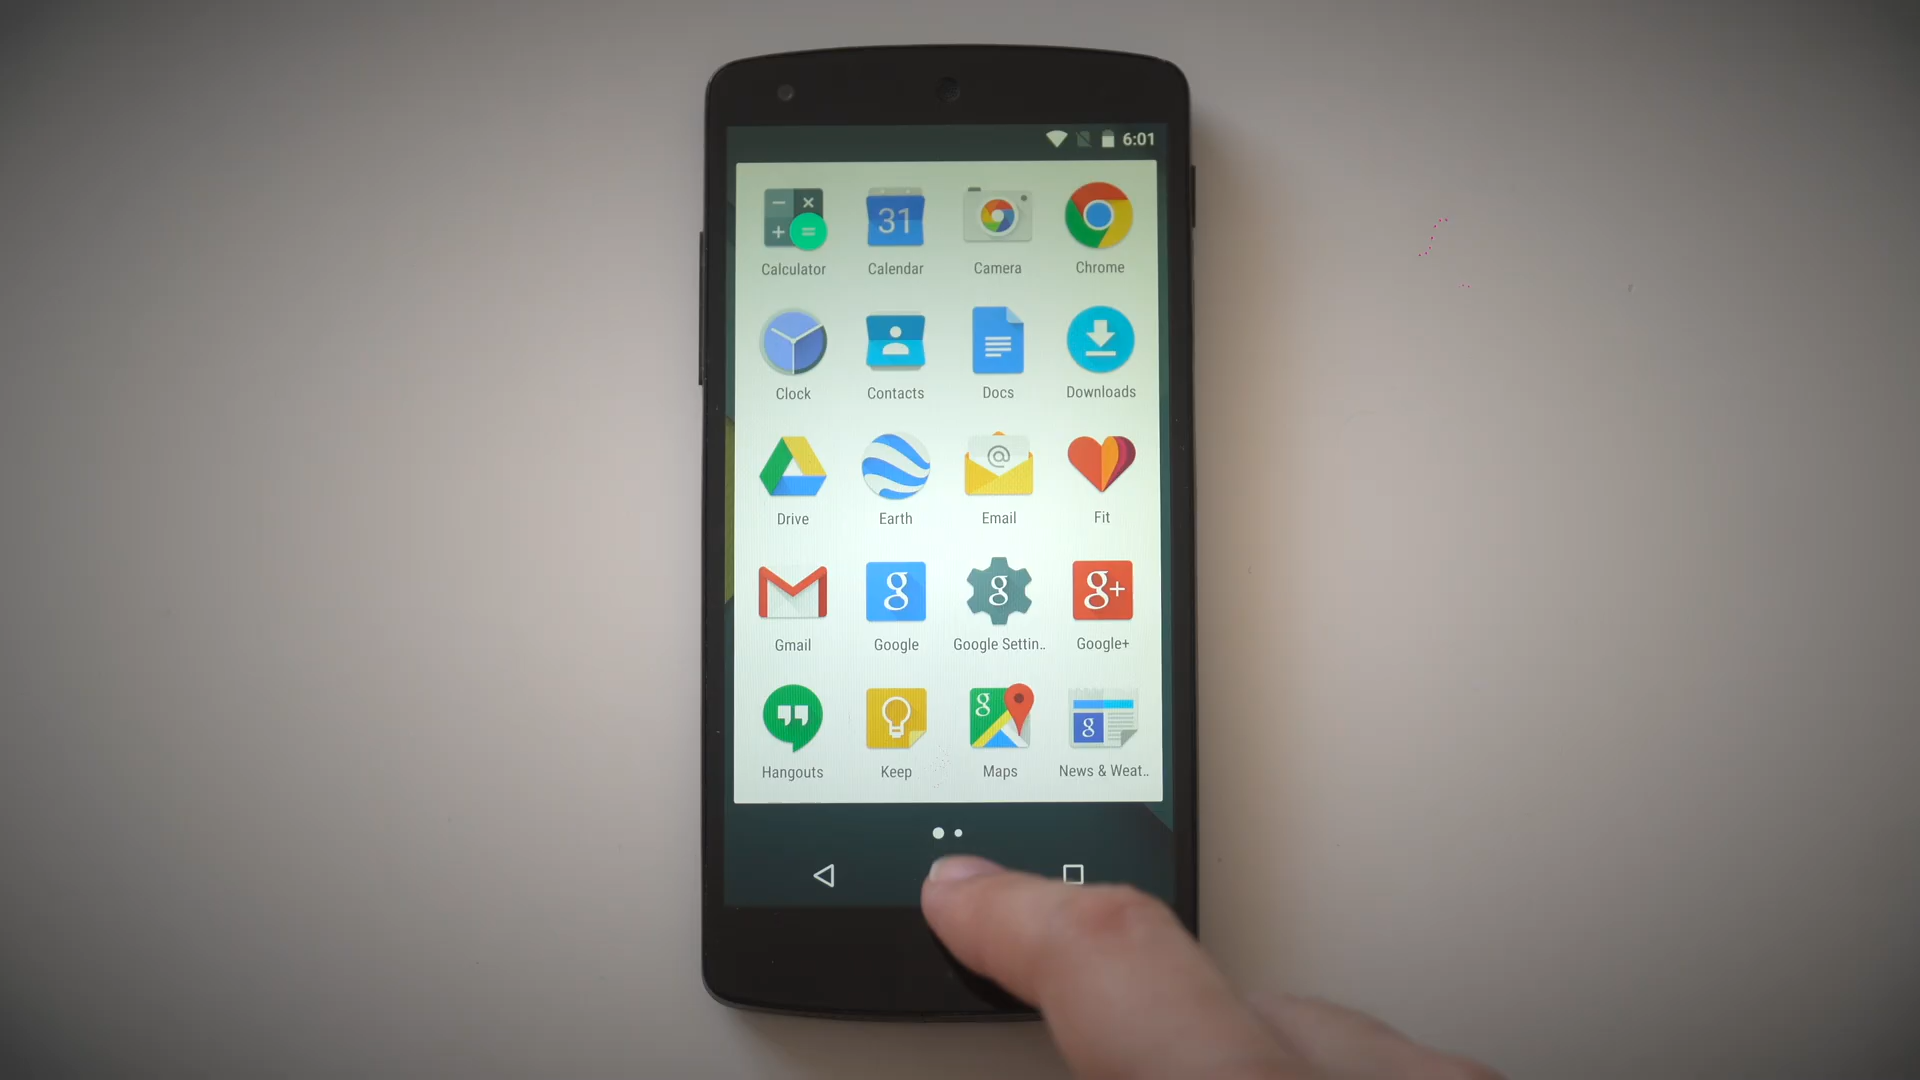 6:01
31
Calculator Calendar Camera Chrome
Clock Contacts Docs Downloads
@
Drive Earth Email Fit
g g g+
Gmail Google Google Settin.. Google+
g g
Hangouts Keep Maps News & Weat..